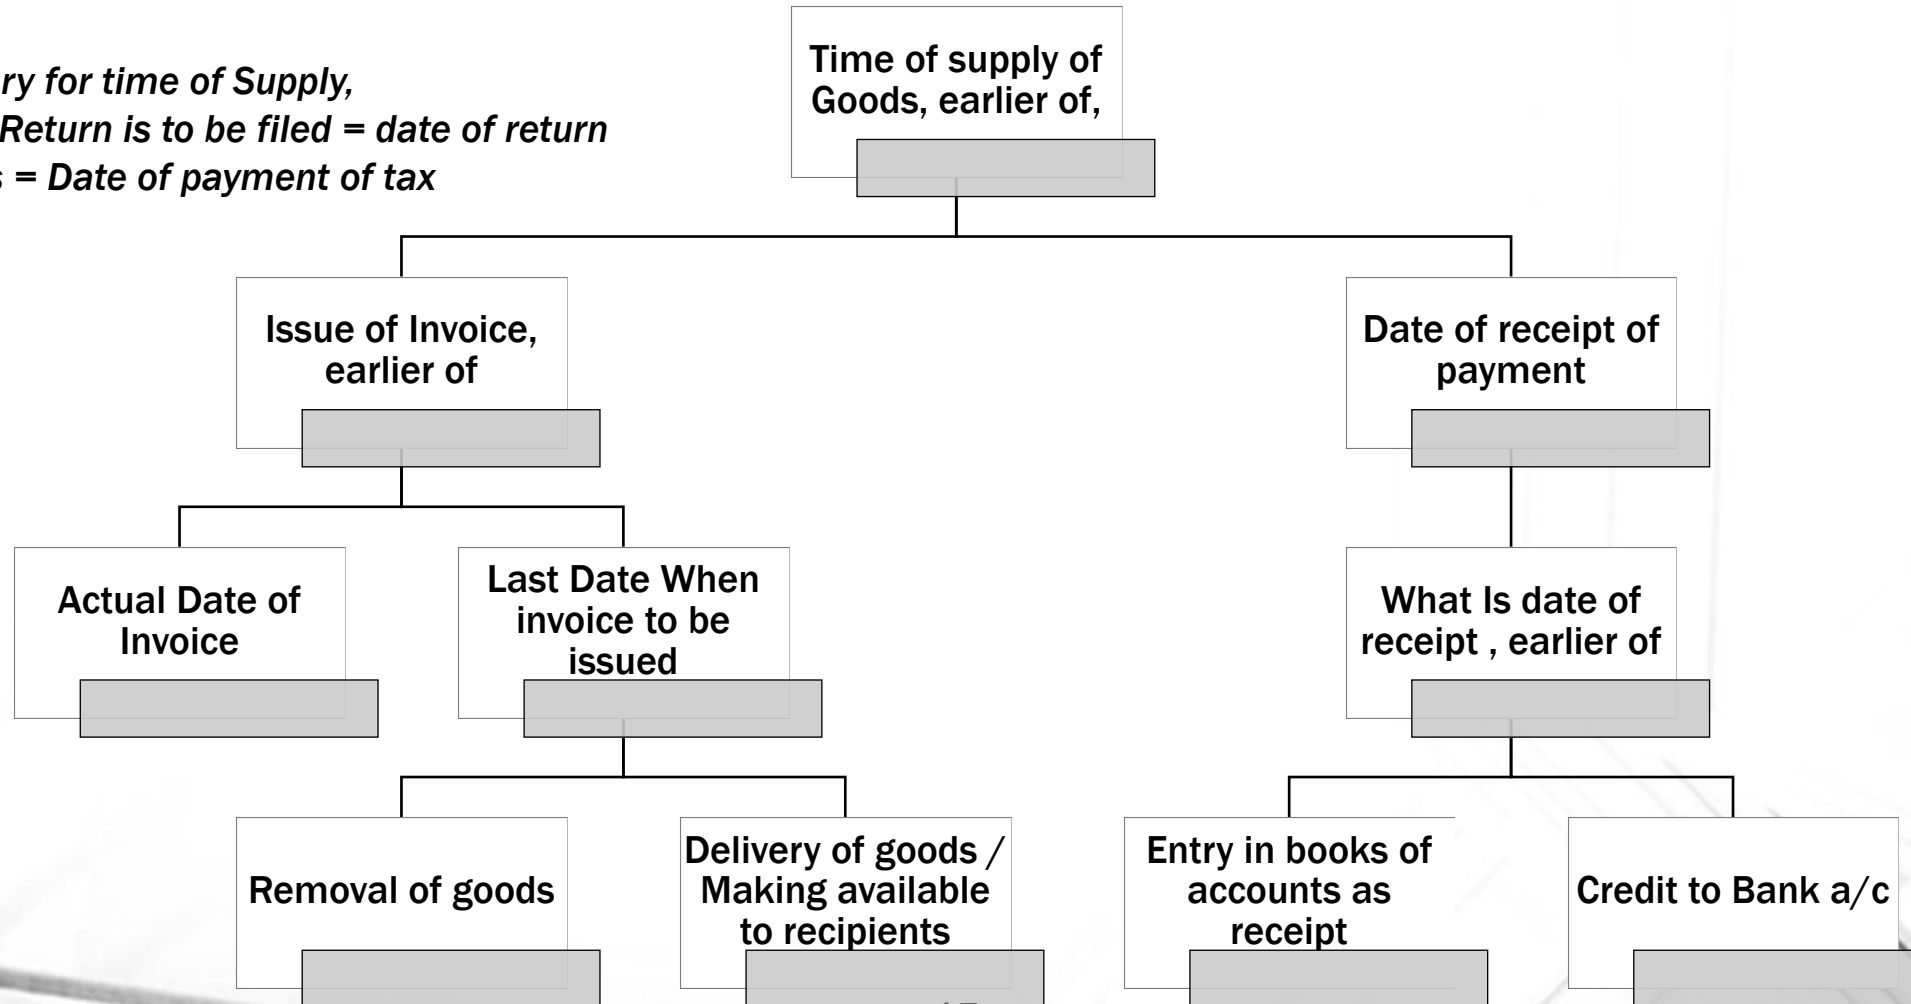 ry for time of Supply,
Return is to be filed = date of return
= Date of payment of tax
Time of supply of
Goods, earlier of,
Issue of Invoice,
earlier of
Date of receipt of
payment
Actual Date of
Invoice
Last Date When
invoice to be
issued
What Is date of
receipt , earlier of
Removal of goods
Delivery of goods /
Making available
to recipients
Entry in books of
accounts as
receipt
Credit to Bank a/c